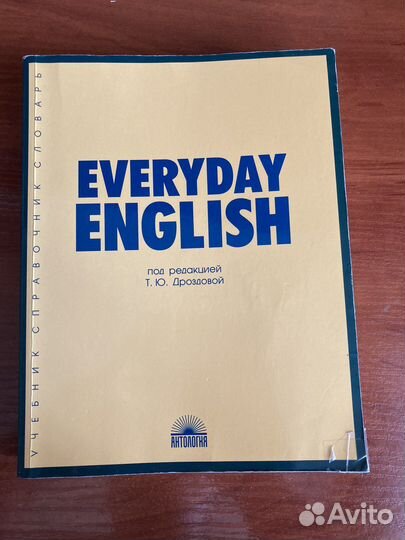 УЧЕБНИК СПРАВОЧНИК СЛОВАРЬ
EVERYDAY
ENGLISH
под редакцией
Т. Ю. Дроздовой
АНТОЛОГИЯ
Avito